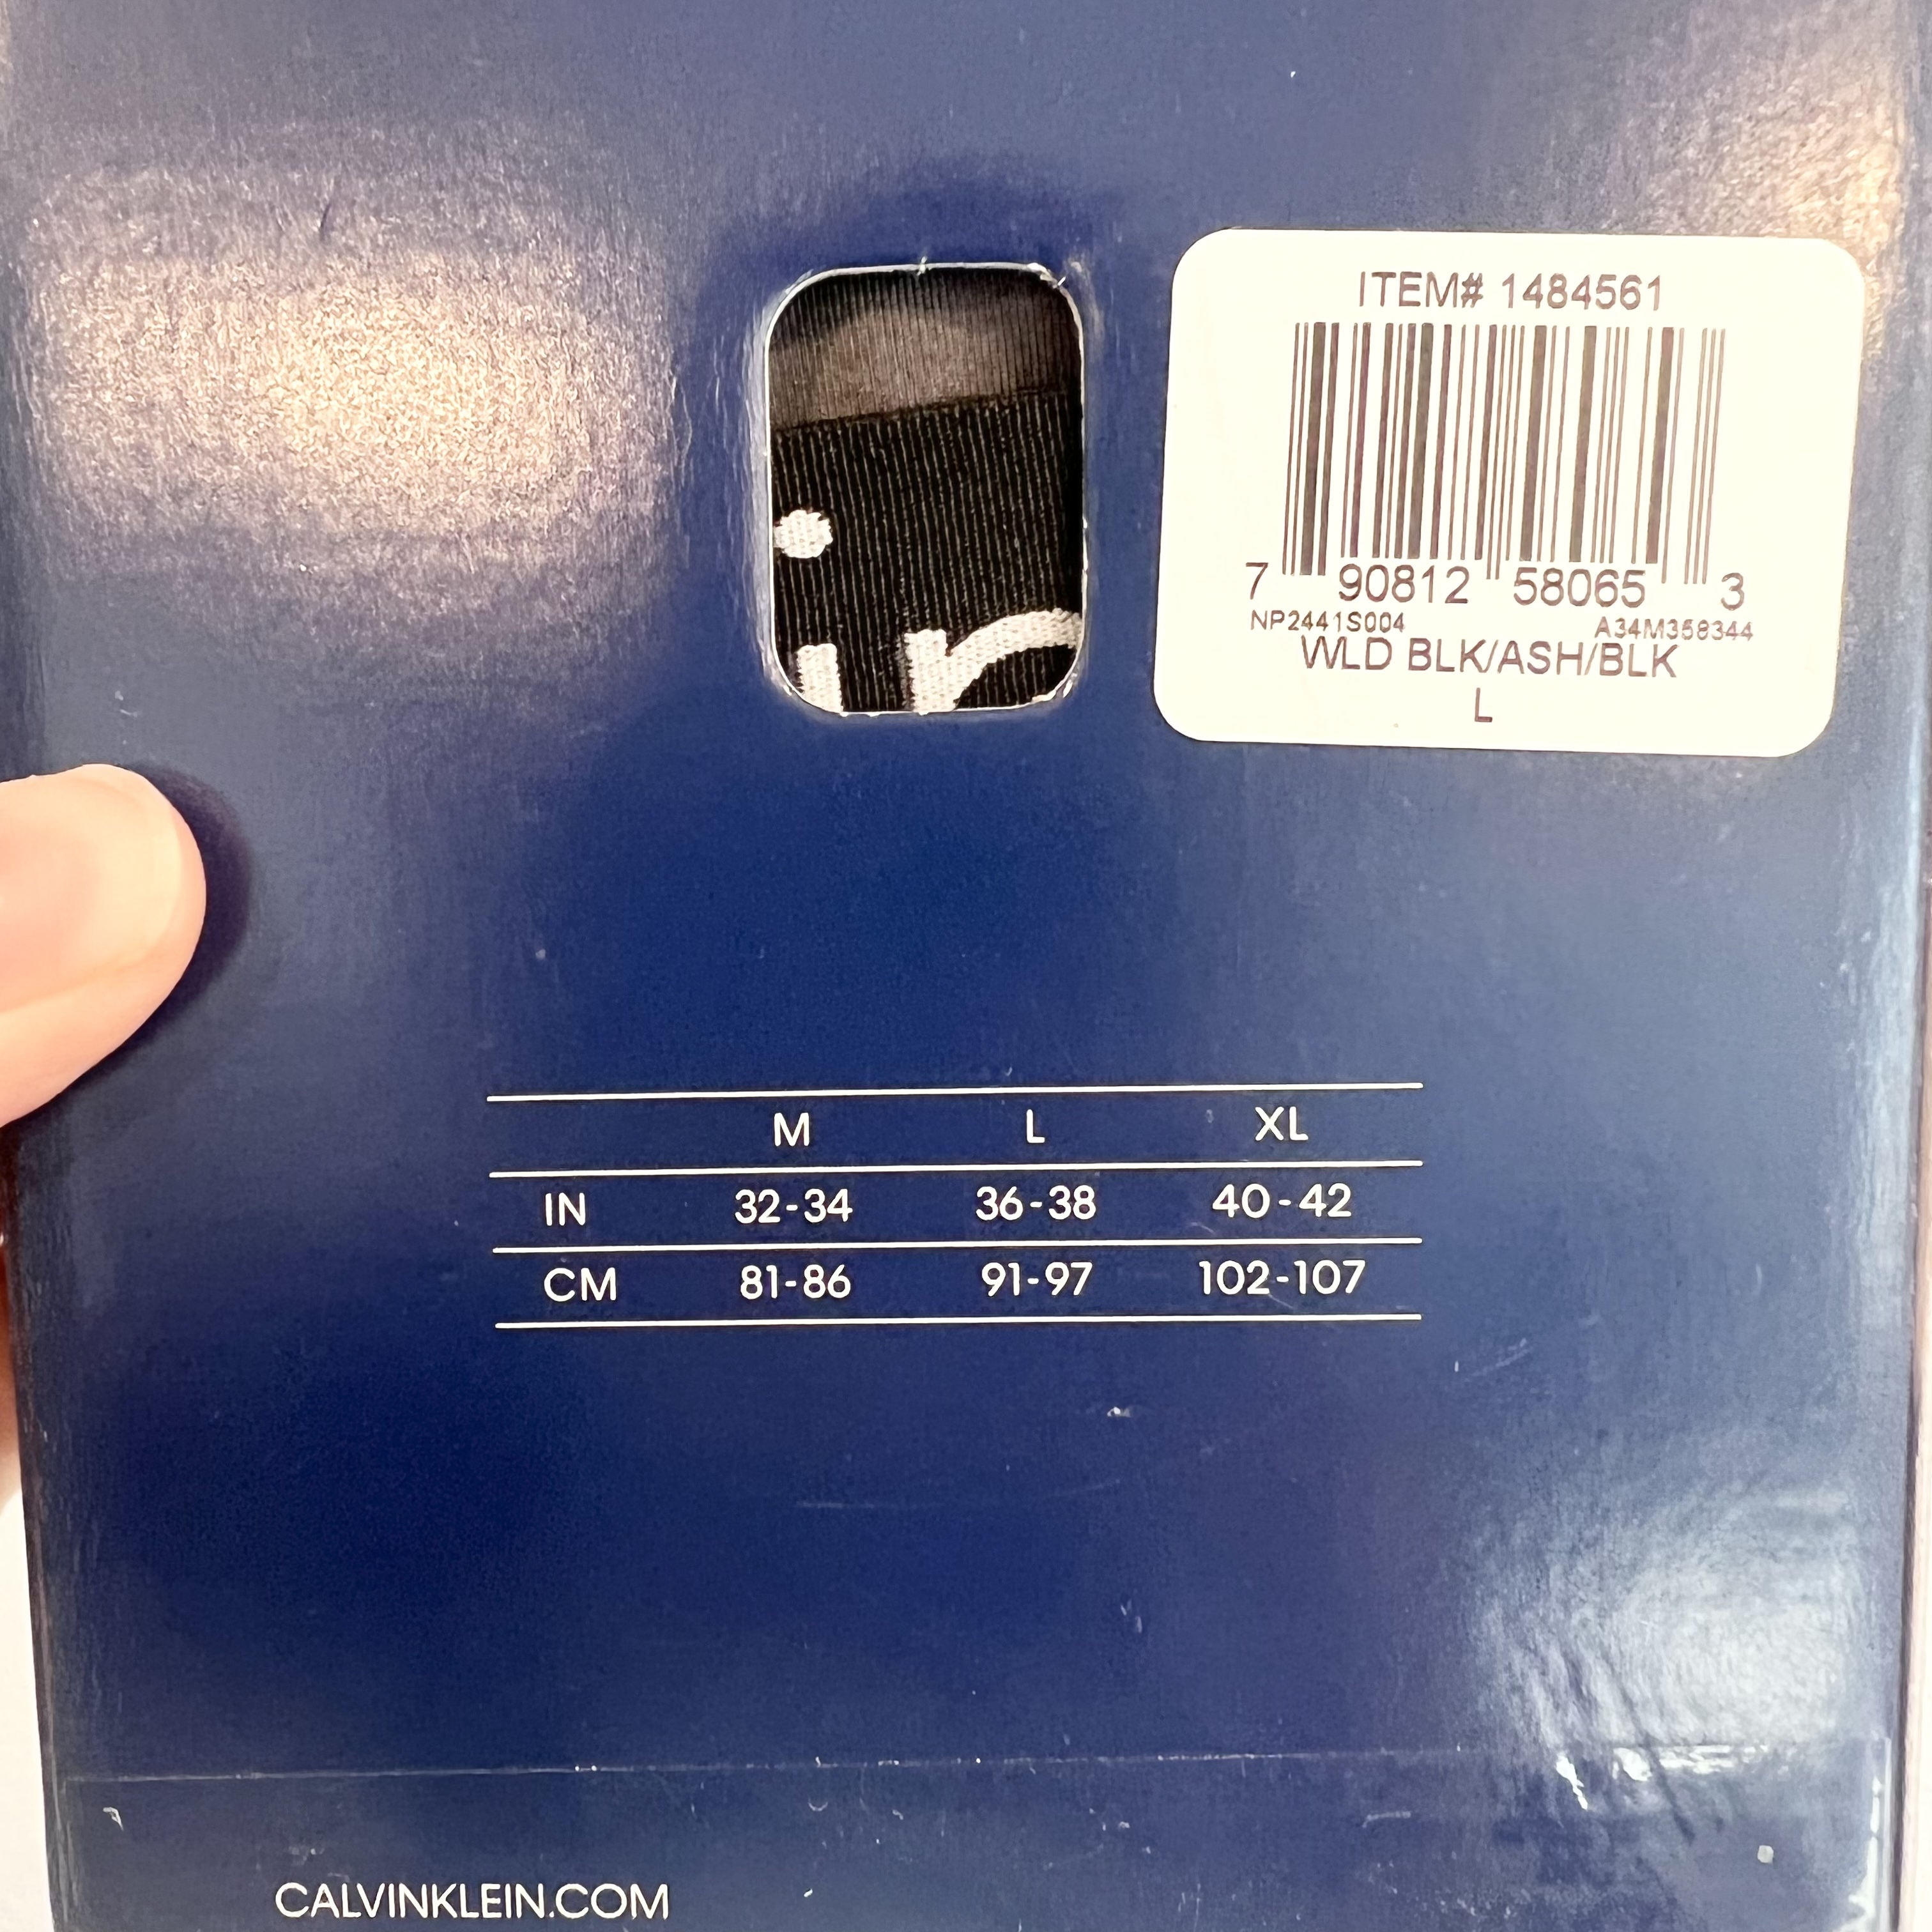 ITEM# 1484561
7 90812 58065 3
NP2441S004 A34M358344
WLD BLK/ASH/BLK
L
M L XL
IN 32-34 36-38 40-42
CM 81-86 91-97 102-107
CALVINKLEIN.COM